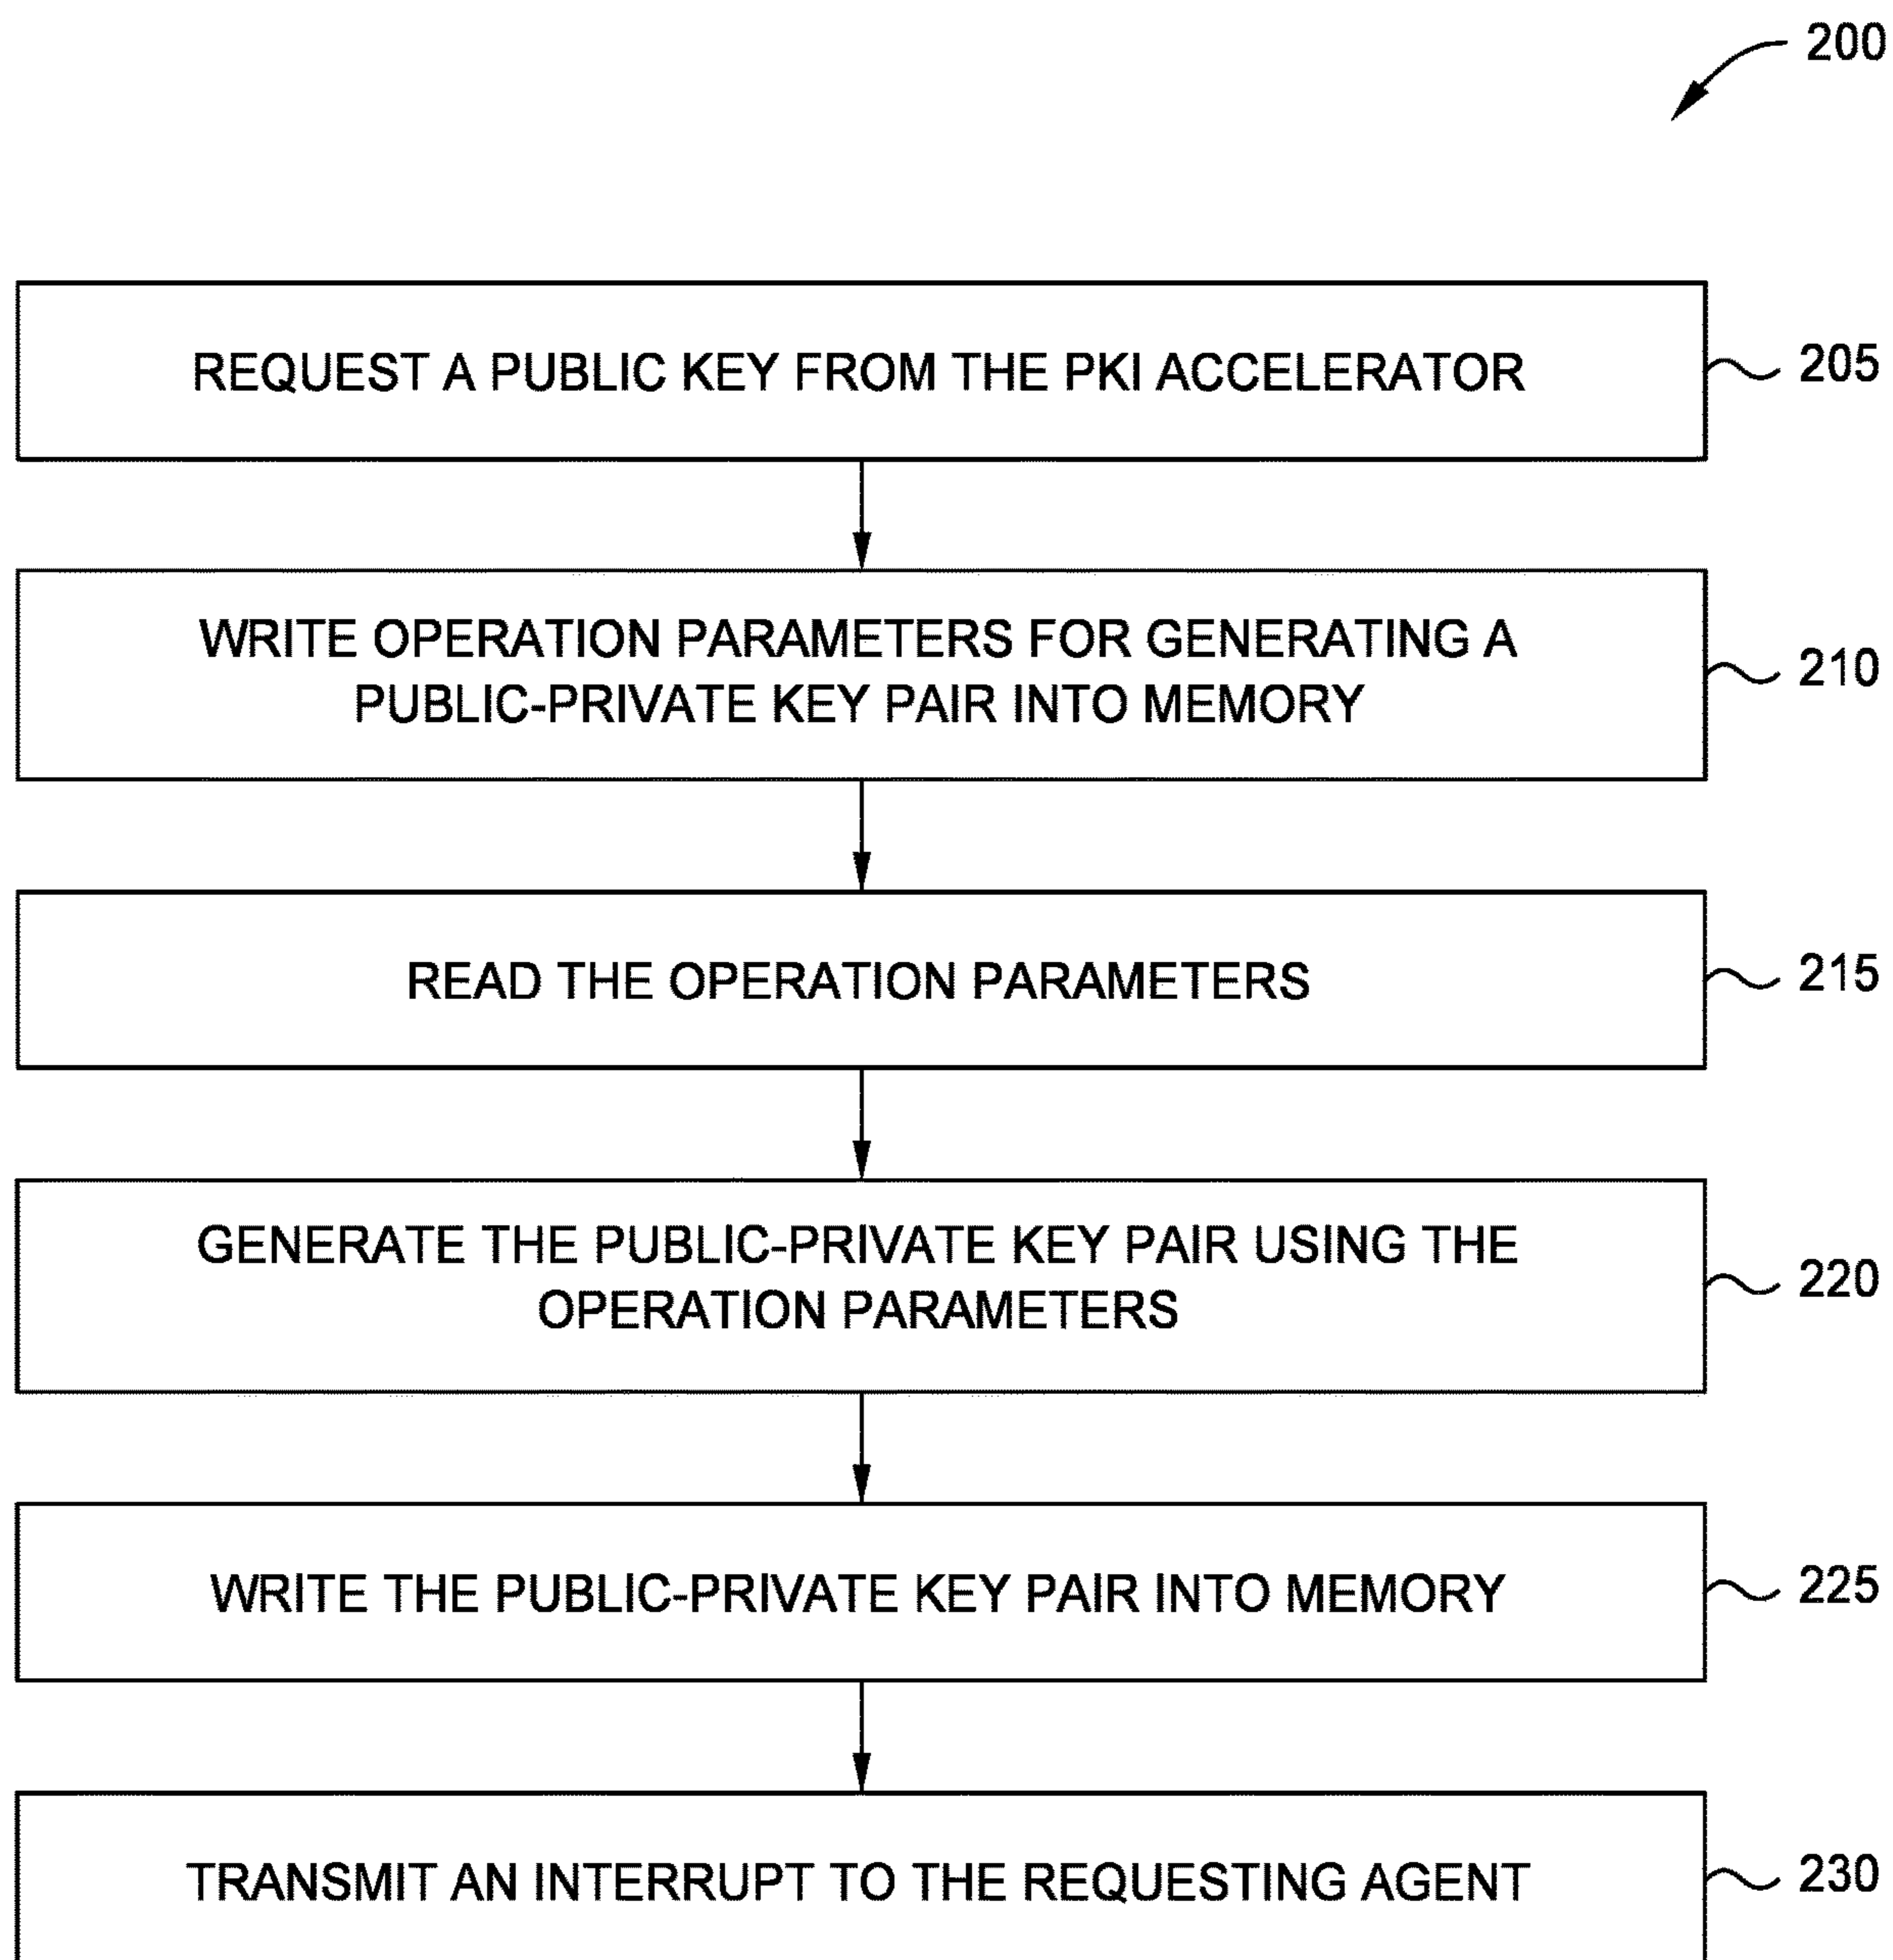 200
REQUEST A PUBLIC KEY FROM THE PKI ACCELERATOR
205
WRITE OPERATION PARAMETERS FOR GENERATING A
PUBLIC-PRIVATE KEY PAIR INTO MEMORY
210
READ THE OPERATION PARAMETERS
215
GENERATE THE PUBLIC-PRIVATE KEY PAIR USING THE
OPERATION PARAMETERS
220
WRITE THE PUBLIC-PRIVATE KEY PAIR INTO MEMORY
225
TRANSMIT AN INTERRUPT TO THE REQUESTING AGENT
230